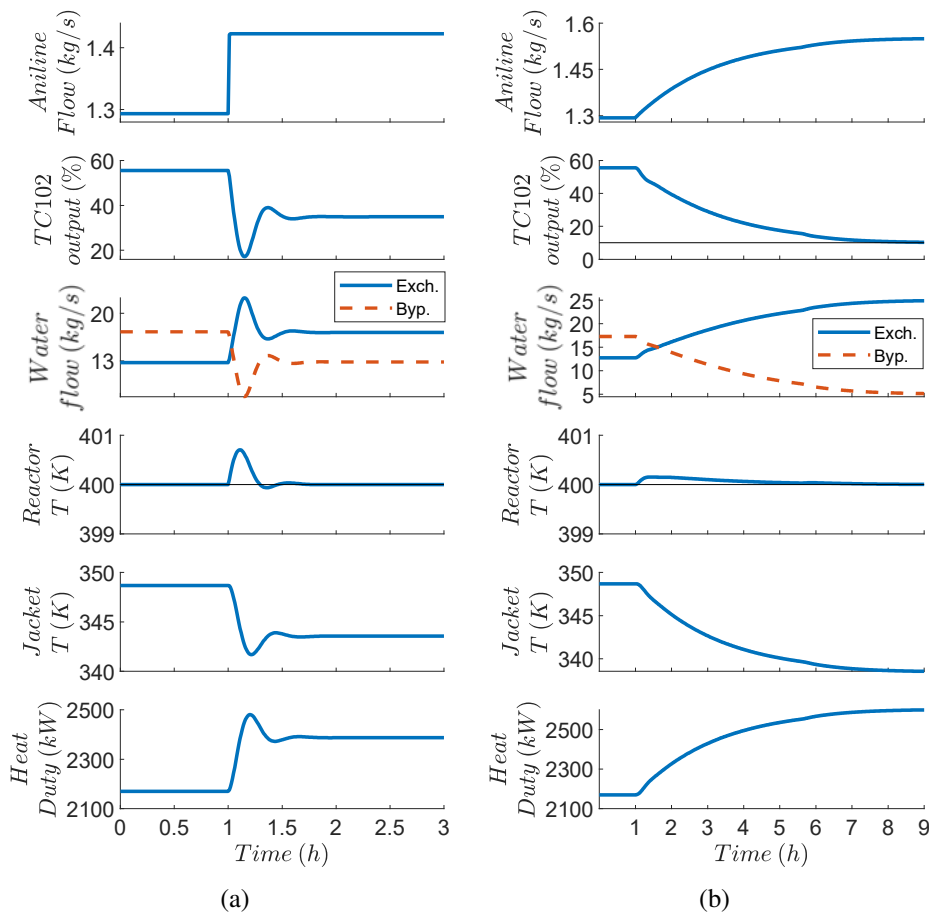 Aniline
Flow (kg/s)
1.4
1.3
0 0.5 1 1.5 2 2.5 3
TC102
output (%)
60
40
20
Water
flow (kg/s)
20
13
Exch.
Byp.
Reactor
T (K)
401
400
399
Jacket
T (K)
350
345
340
Heat
Duty (kW)
2500
2300
2100
Time (h)
(a)
Aniline
Flow (kg/s)
1.6
1.45
1.3
TC102
output (%)
60
40
20
0
Water
flow (kg/s)
25
20
15
10
5
Exch.
Byp.
Reactor
T (K)
401
400
399
Jacket
T (K)
350
345
340
Heat
Duty (kW)
2500
2300
2100
1 2 3 4 5 6 7 8 9
Time (h)
(b)